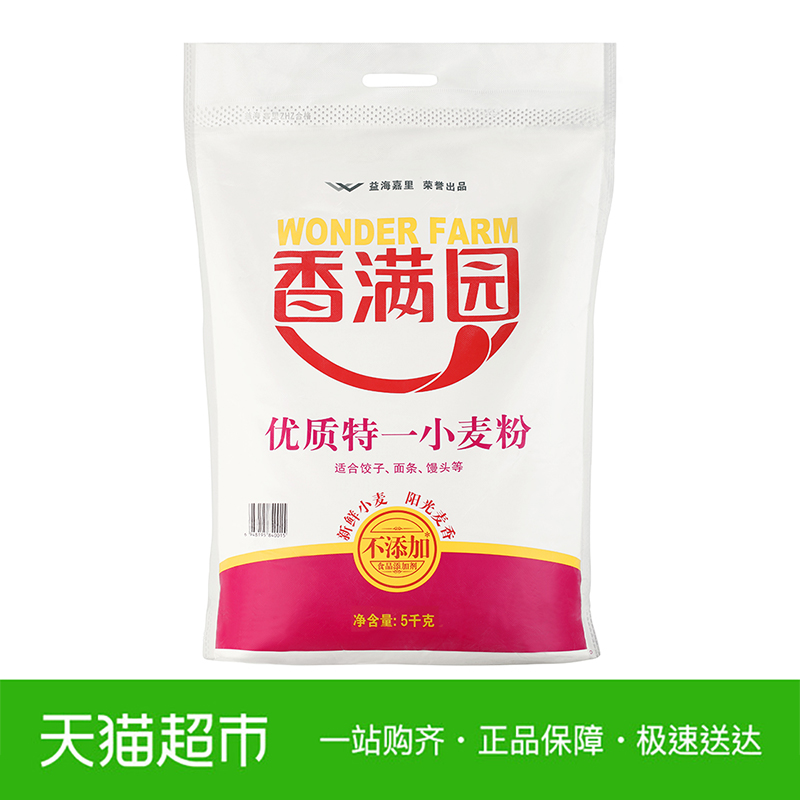 益海嘉里 荣誉出品
WONDER FARM
香满园
优质特一小麦粉
适合饺子、面条、馒头等
新鲜小麦 阳光麦香
不添加*
食品添加剂
净含量:5千克
天猫超市 一站购齐·正品保障·极速送达